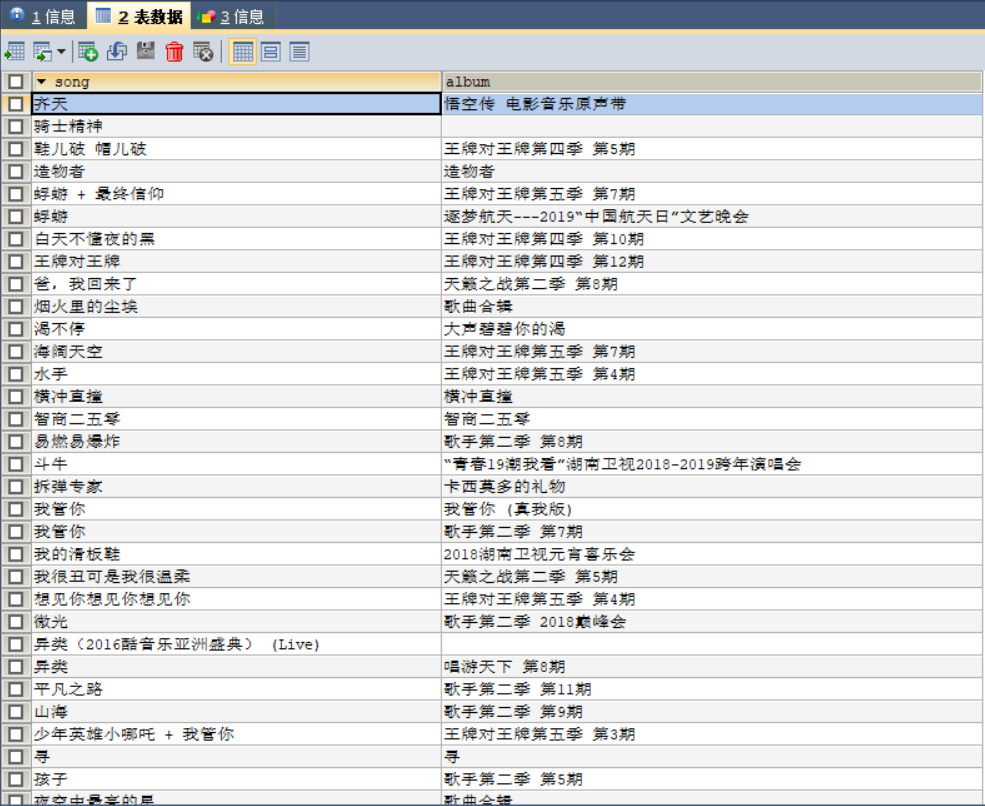 1 信息 2 表数据 3 信息
song album
齐天 悟空传 电影音乐原声带
骑士精神
鞋儿破 帽儿破 王牌对王牌第四季 第5期
造物者 造物者
蜉蝣 + 最终信仰 王牌对王牌第五季 第7期
蜉蝣 逐梦航天---2019“中国航天日”文艺晚会
白天不懂夜的黑 王牌对王牌第四季 第10期
王牌对王牌 王牌对王牌第四季 第12期
爸，我回来了 天籁之战第二季 第8期
烟火里的尘埃 歌曲合辑
渴不停 大声碧碧你的渴
海阔天空 王牌对王牌第五季 第7期
水手 王牌对王牌第五季 第4期
横冲直撞 横冲直撞
智商二五零 智商二五零
易燃易爆炸 歌手第二季 第8期
斗牛 “青春19潮我看”湖南卫视2018-2019跨年演唱会
拆弹专家 卡西莫多的礼物
我管你 我管你 (真我版)
我管你 歌手第二季 第7期
我的滑板鞋 2018湖南卫视元宵喜乐会
我很丑可是我很温柔 天籁之战第二季 第5期
想见你想见你想见你 王牌对王牌第五季 第4期
微光 歌手第二季 2018巅峰会
异类（2016酷音乐亚洲盛典） (Live)
异类 唱游天下 第8期
平凡之路 歌手第二季 第11期
山海 歌手第二季 第9期
少年英雄小哪吒 + 我管你 王牌对王牌第五季 第3期
寻 寻
孩子 歌手第二季 第5期
夜空中最亮的星 歌曲合辑